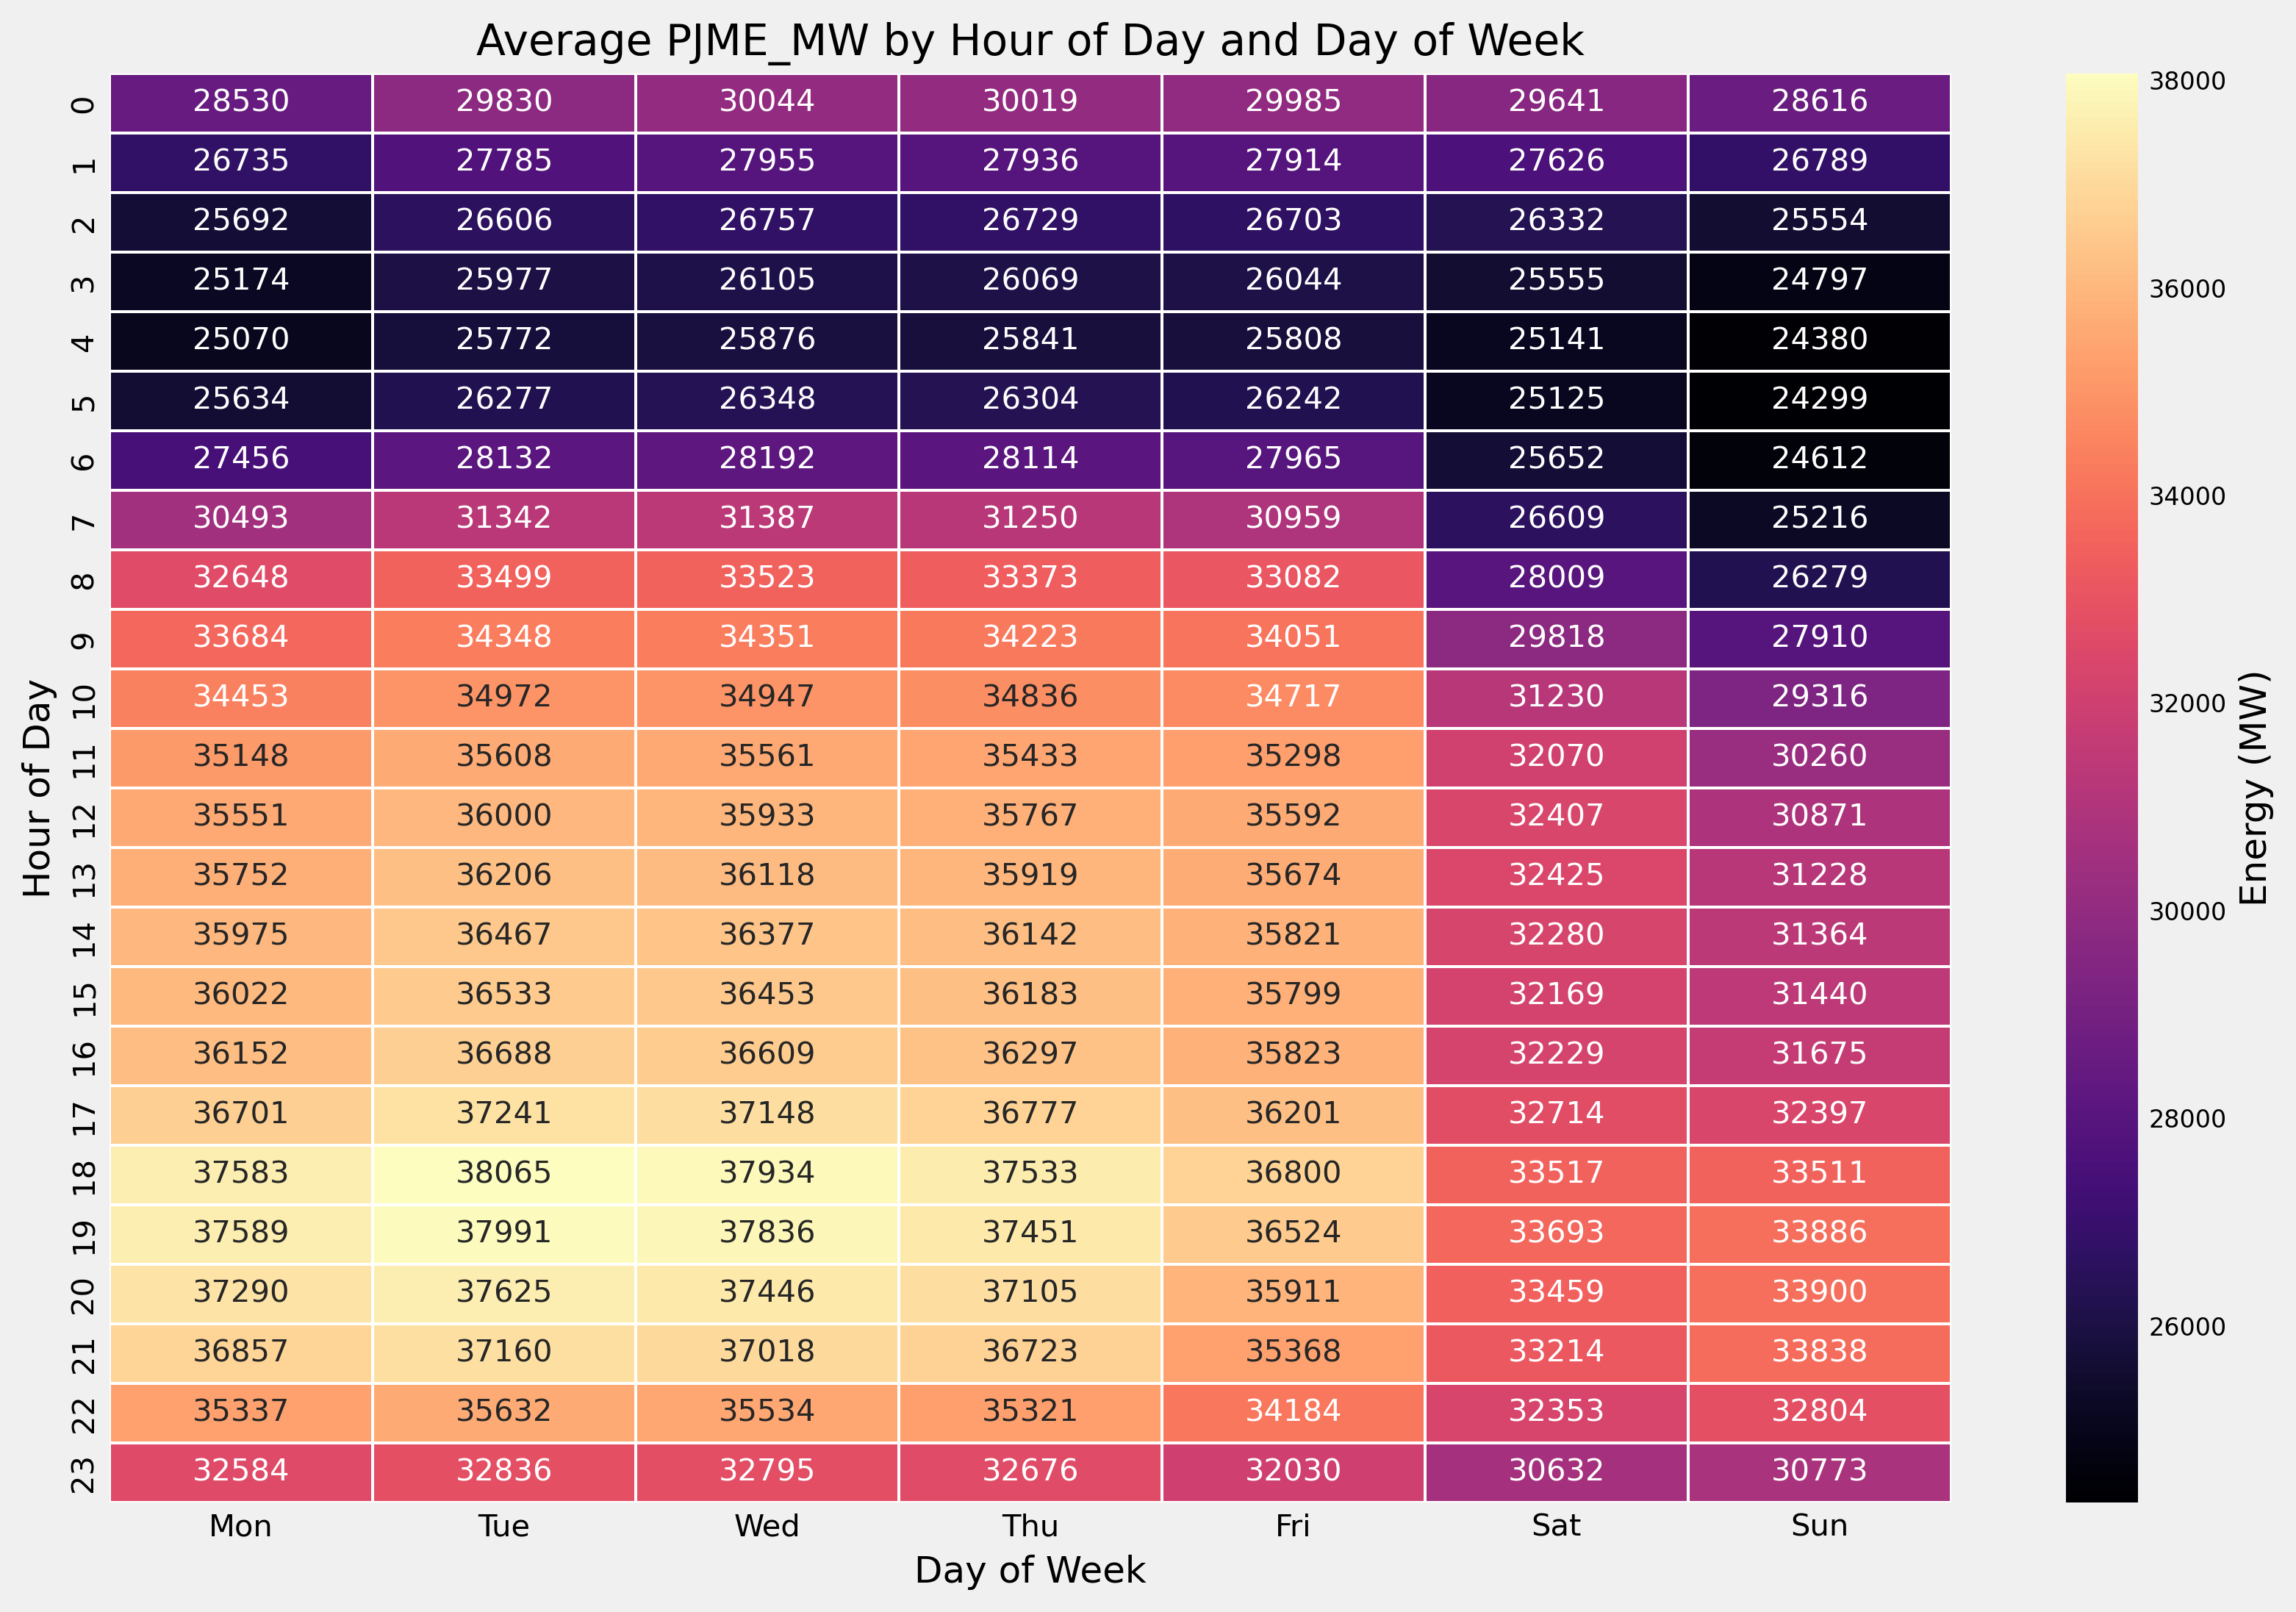 Average PJME_MW by Hour of Day and Day of Week
0 28530 29830 30044 30019 29985 29641 28616
1 26735 27785 27955 27936 27914 27626 26789
2 25692 26606 26757 26729 26703 26332 25554
3 25174 25977 26105 26069 26044 25555 24797
4 25070 25772 25876 25841 25808 25141 24380
5 25634 26277 26348 26304 26242 25125 24299
6 27456 28132 28192 28114 27965 25652 24612
7 30493 31342 31387 31250 30959 26609 25216
8 32648 33499 33523 33373 33082 28009 26279
9 33684 34348 34351 34223 34051 29818 27910
10 34453 34972 34947 34836 34717 31230 29316
11 35148 35608 35561 35433 35298 32070 30260
12 35551 36000 35933 35767 35592 32407 30871
13 35752 36206 36118 35919 35674 32425 31228
14 35975 36467 36377 36142 35821 32280 31364
15 36022 36533 36453 36183 35799 32169 31440
16 36152 36688 36609 36297 35823 32229 31675
17 36701 37241 37148 36777 36201 32714 32397
18 37583 38065 37934 37533 36800 33517 33511
19 37589 37991 37836 37451 36524 33693 33886
20 37290 37625 37446 37105 35911 33459 33900
21 36857 37160 37018 36723 35368 33214 33838
22 35337 35632 35534 35321 34184 32353 32804
23 32584 32836 32795 32676 32030 30632 30773
Mon Tue Wed Thu Fri Sat Sun
Day of Week
Hour of Day
38000
36000
34000
32000
30000
28000
26000
Energy (MW)